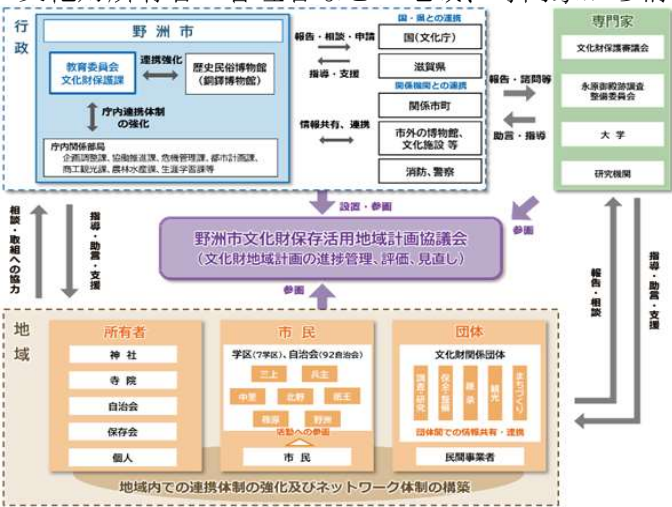 行政
野洲市
教育委員会
文化財保護課
連携強化
歴史民俗博物館
(銅鐸博物館)
庁内連携体制
の強化
庁内関係部局
企画調整課、協働推進課、危機管理課、都市計画課、
商工観光課、農林水産課、生涯学習課等
国・県との連携
報告・相談・申請
指導・支援
国(文化庁)
滋賀県
関係機関との連携
情報共有、連携
関係市町
市外の博物館、
文化施設 等
消防、警察
報告・諮問等
助言・指導
専門家
文化財保護審議会
永原御殿跡調査
整備委員会
大学
研究機関
設置・参画
参画
野洲市文化財保存活用地域計画協議会
(文化財地域計画の進捗管理、評価、見直し)
参画
相談・取組への協力
指導・助言・支援
報告・相談
指導・助言・支援
地域
所有者
神社
寺院
自治会
保存会
個人
市民
学区(7学区)、自治会(92自治会)
三上
兵主
中里
北野
祇王
篠原
野洲
活動への参画
市民
団体
文化財関係団体
調査・研究
保全・整備
継承
観光
まちづくり
団体間での情報共有・連携
民間事業者
地域内での連携体制の強化及びネットワーク体制の構築